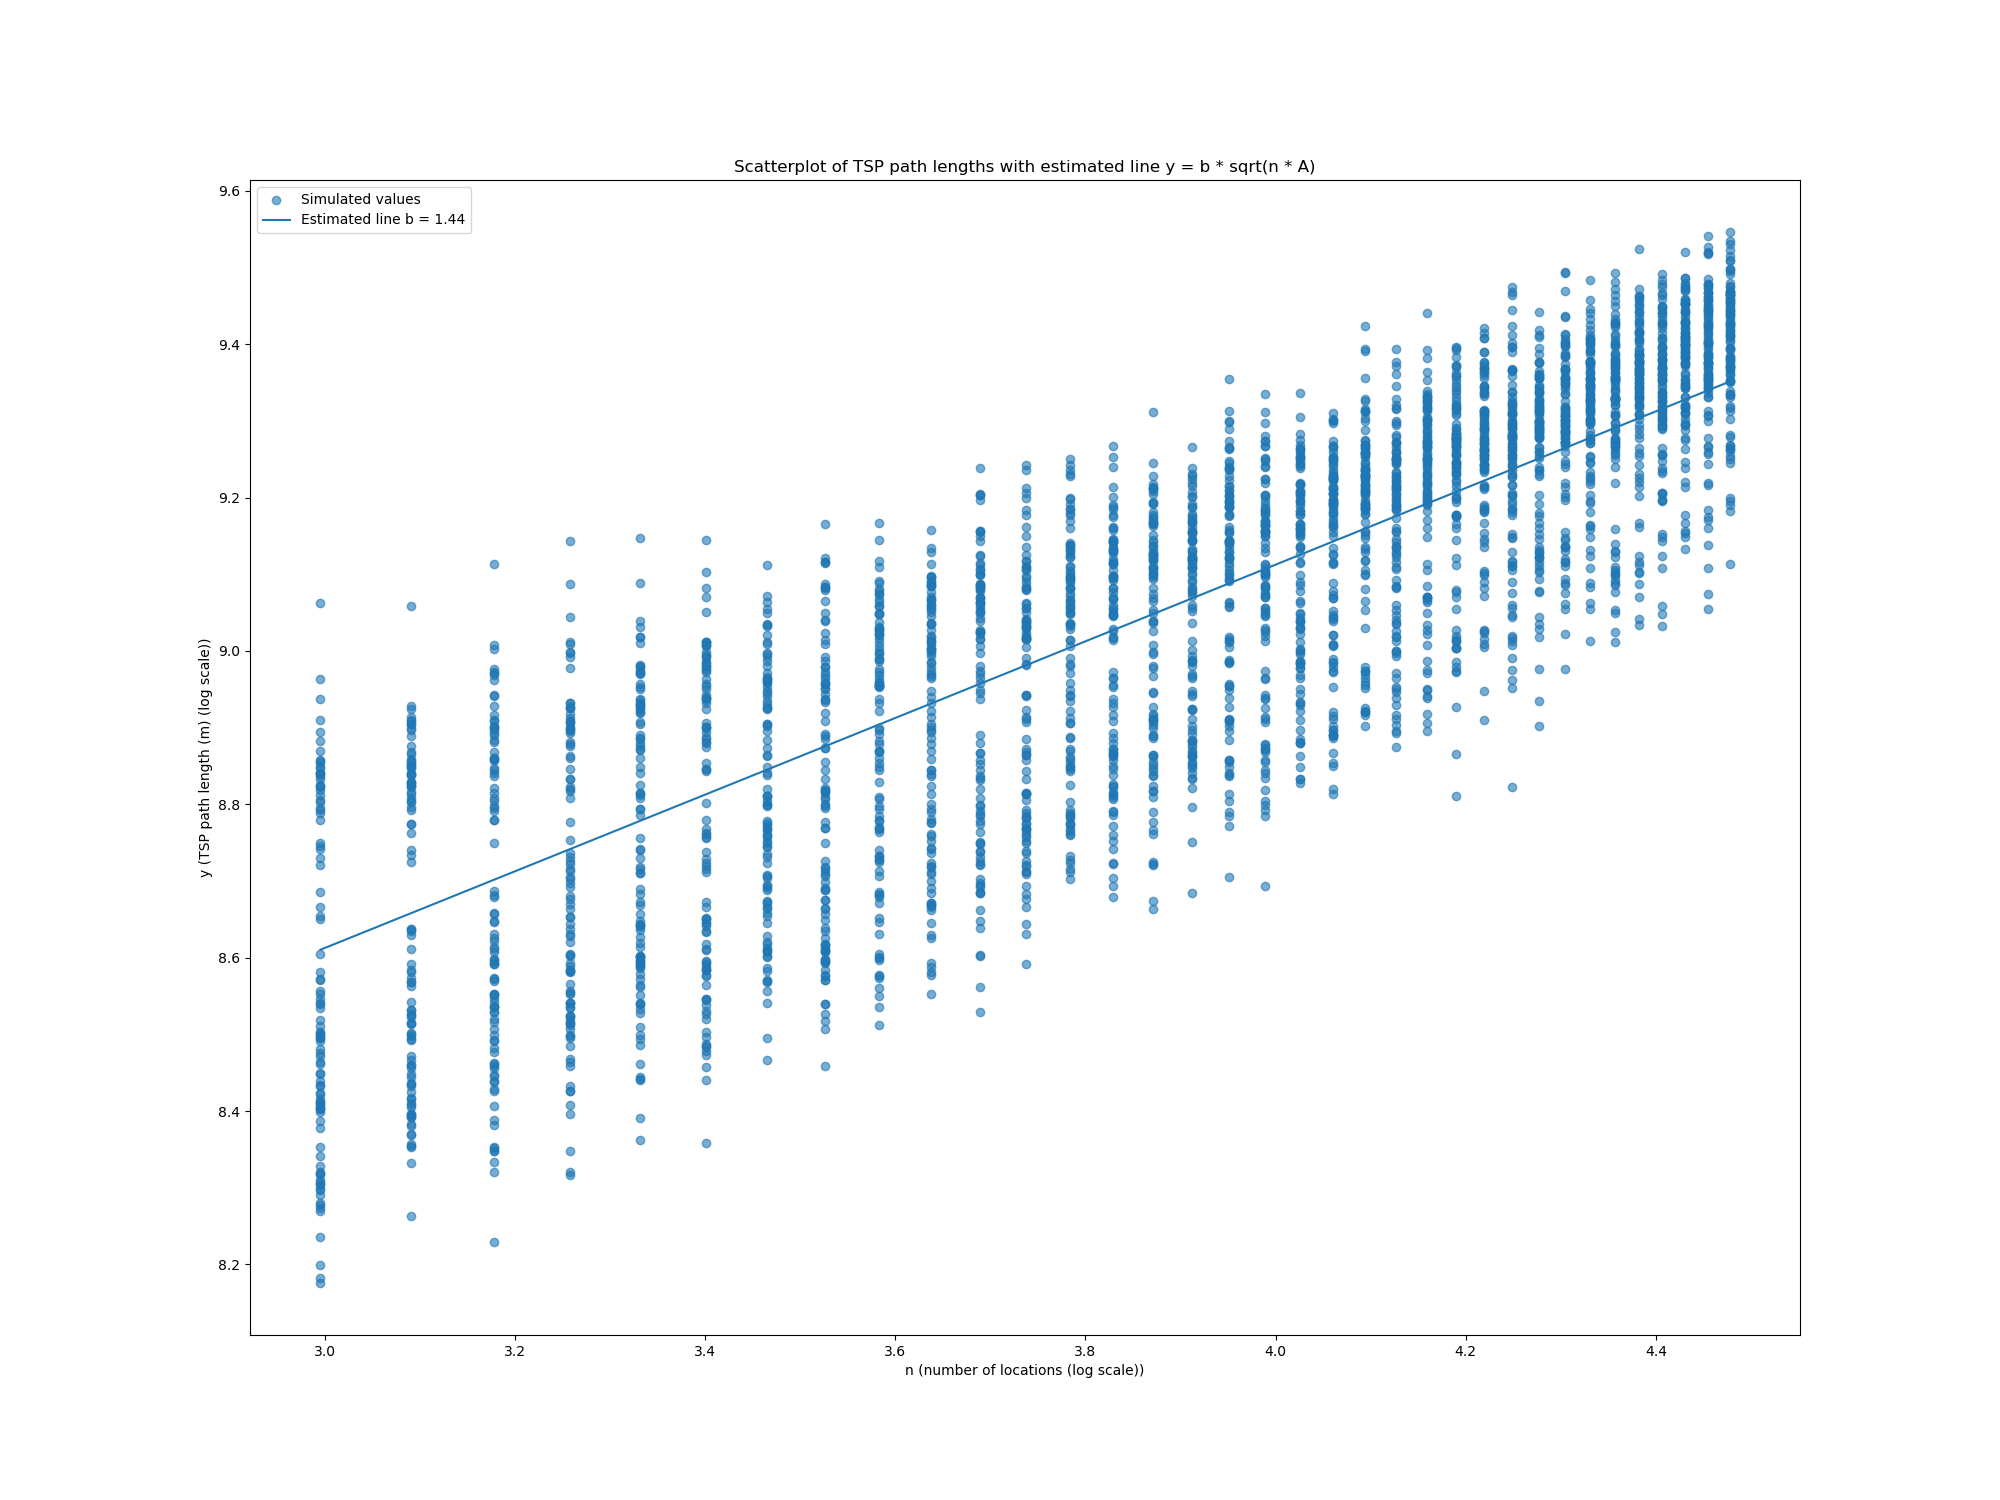 Scatterplot of TSP path lengths with estimated line y = b * sqrt(n * A)
Simulated values
Estimated line b = 1.44
9.6
9.4
9.2
9.0
8.8
8.6
8.4
8.2
y (TSP path length (m) (log scale))
3.0 3.2 3.4 3.6 3.8 4.0 4.2 4.4
n (number of locations (log scale))